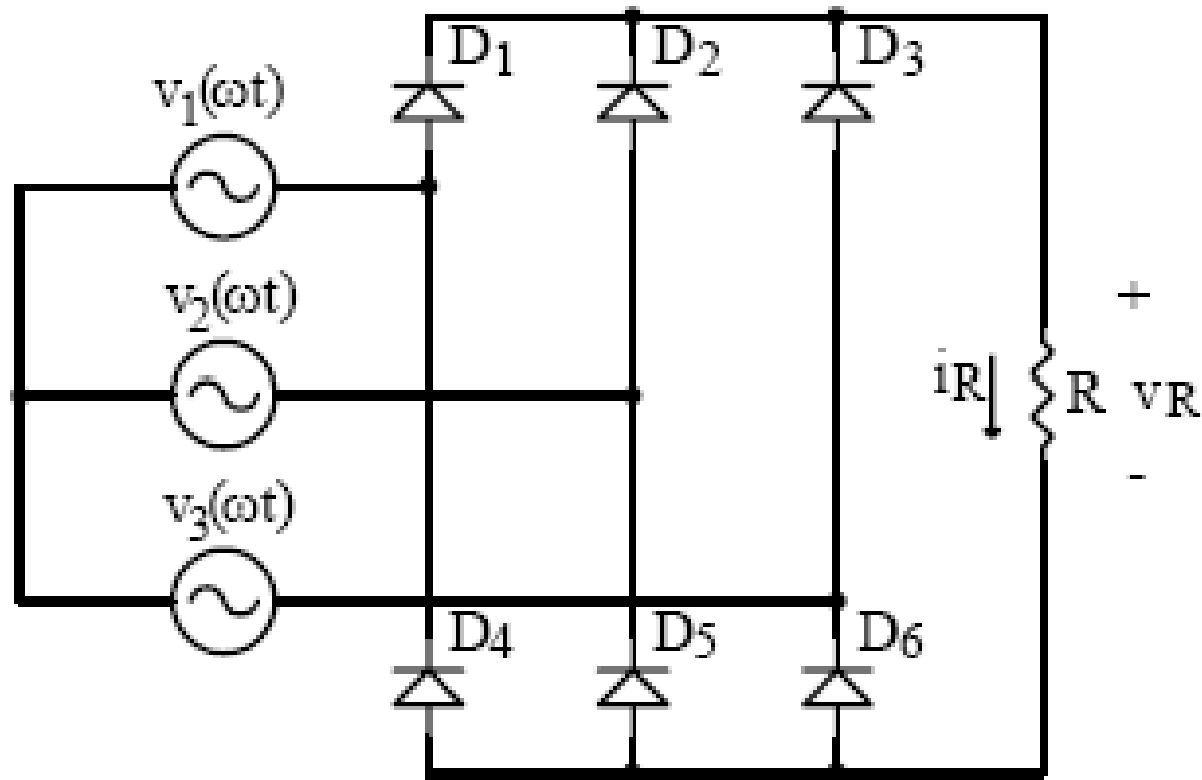 D1 D2 D3
v1(ωt)
v2(ωt)
+
iR R vR
-
v3(ωt)
D4 D5 D6